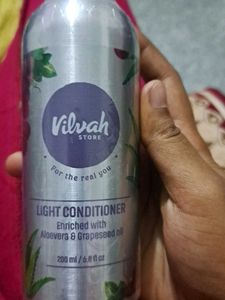 Vilvah
STORE
For the real you
LIGHT CONDITIONER
Enriched with
Aloevera & Grapeseed oil
200 ml / 6.8 fl oz